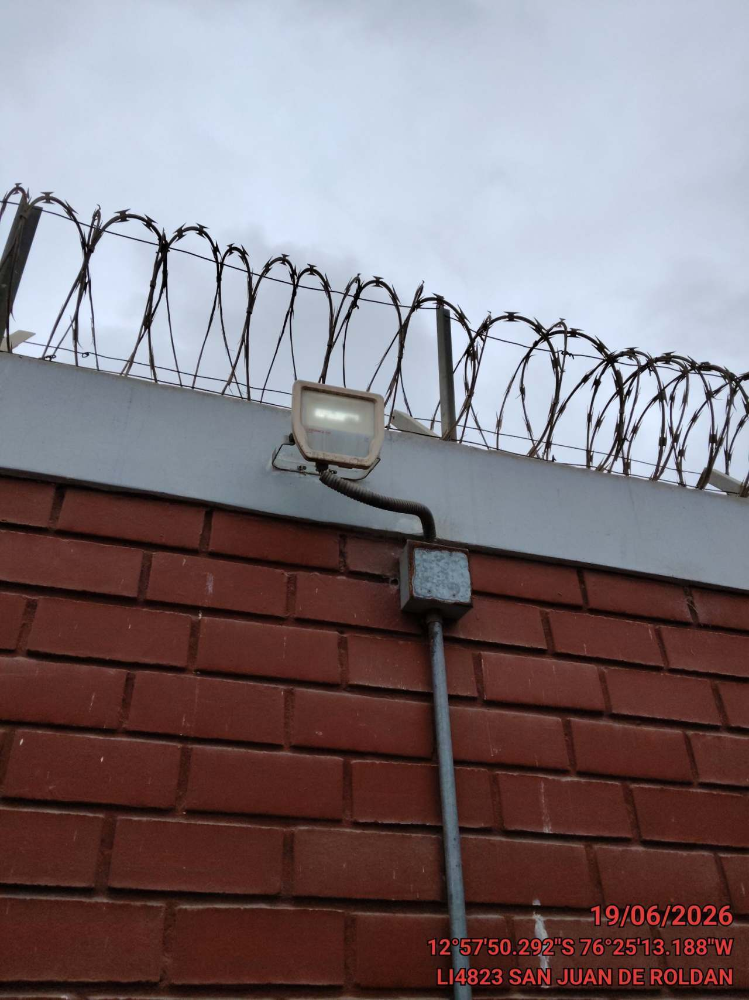 19/06/2026
12°57'50.292"S 76°25'13.188"W
LI4823 SAN JUAN DE ROLDAN